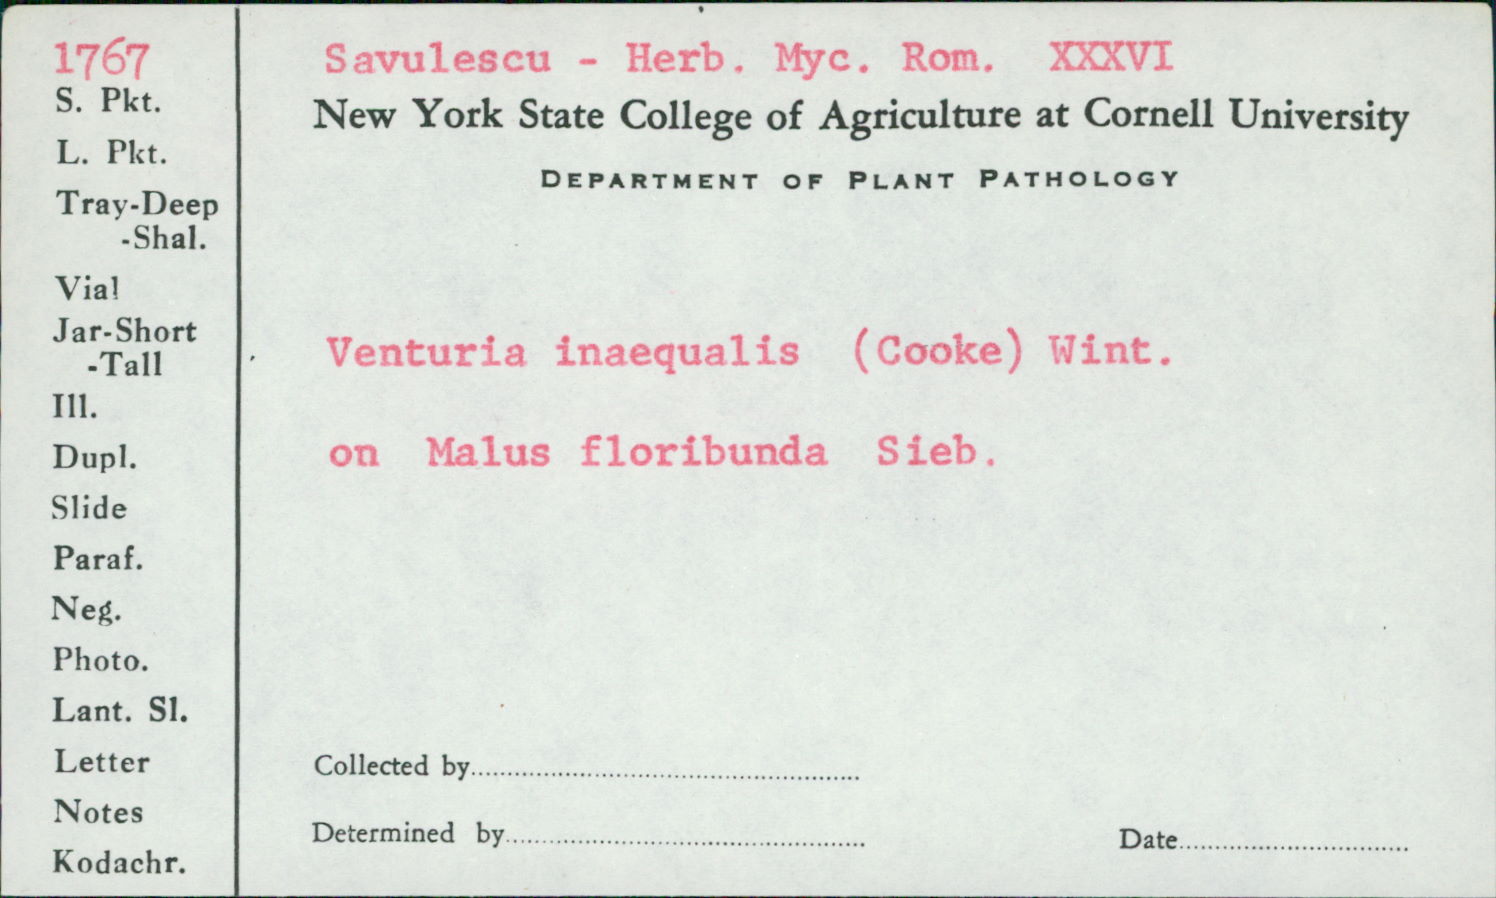 1767
S. Pkt.
L. Pkt.
Tray-Deep
-Shal.
Vial
Jar-Short
-Tall
Ill.
Dupl.
Slide
Paraf.
Neg.
Photo.
Lant. Sl.
Letter
Notes
Kodachr.
Savulescu - Herb. Myc. Rom. XXXVI
New York State College of Agriculture at Cornell University
DEPARTMENT OF PLANT PATHOLOGY
Venturia inaequalis (Cooke) Wint.
on Malus floribunda Sieb.
Collected by
Determined by
Date